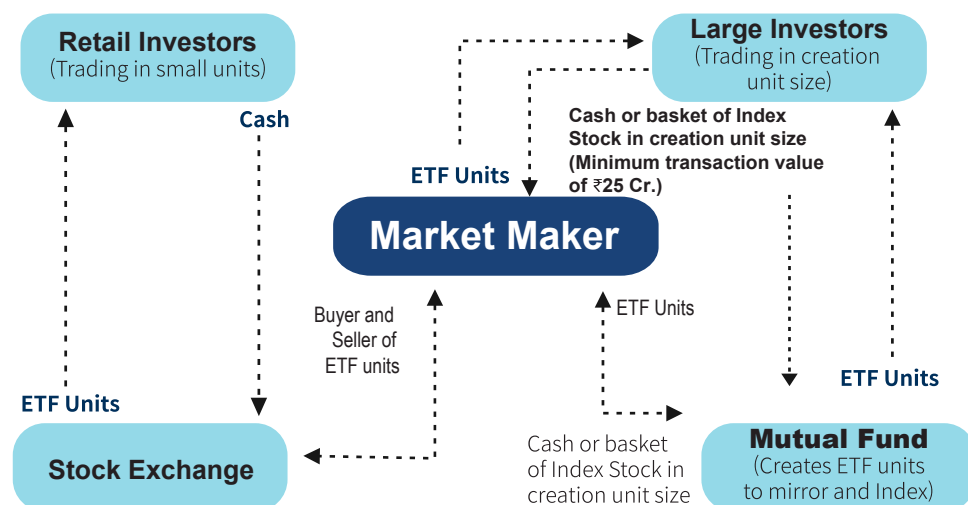 Retail Investors
(Trading in small units)
Large Investors
(Trading in creation
unit size)
Cash
Cash or basket of Index
Stock in creation unit size
(Minimum transaction value
of ₹25 Cr.)
ETF Units
Market Maker
Buyer and
Seller of
ETF units
ETF Units
ETF Units
ETF Units
Stock Exchange
Cash or basket
of Index Stock in
creation unit size
Mutual Fund
(Creates ETF units
to mirror and Index)